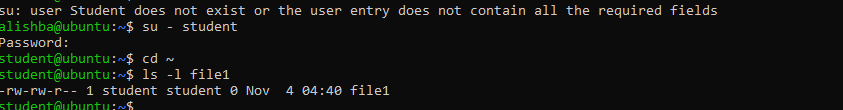 su: user Student does not exist or the user entry does not contain all the required fields
alishba@ubuntu:~$ su - student
Password:
student@ubuntu:~$ cd ~
student@ubuntu:~$ ls -l file1
-rw-rw-r-- 1 student student 0 Nov  4 04:40 file1
student@ubuntu:~$